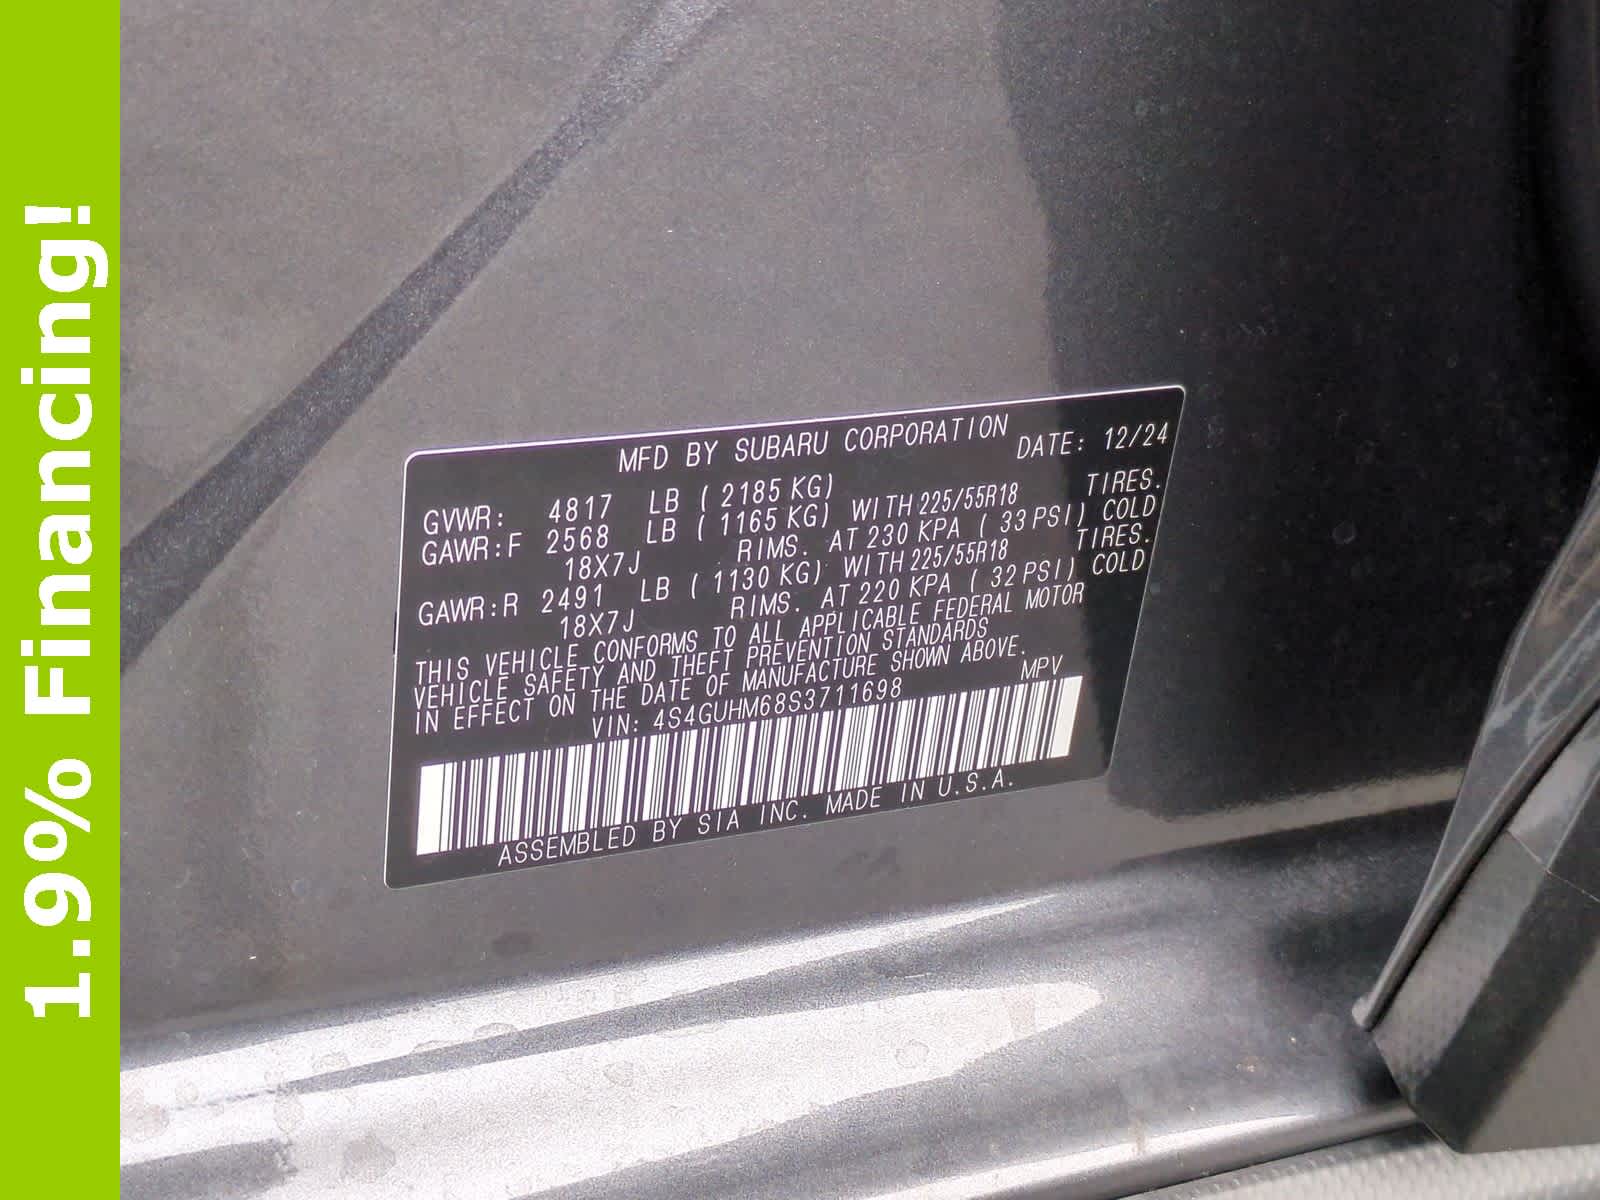 1.9% Financing!
MFD BY SUBARU CORPORATION DATE: 12/24
GVWR: 4817 LB ( 2185 KG)
GAWR:F 2568 LB ( 1165 KG) WITH 225/55R18 TIRES.
18X7J RIMS. AT 230 KPA ( 33 PSI) COLD
GAWR:R 2491 LB ( 1130 KG) WITH 225/55R18 TIRES.
18X7J RIMS. AT 220 KPA ( 32 PSI) COLD
THIS VEHICLE CONFORMS TO ALL APPLICABLE FEDERAL MOTOR
VEHICLE SAFETY AND THEFT PREVENTION STANDARDS
IN EFFECT ON THE DATE OF MANUFACTURE SHOWN ABOVE.
VIN: 4S4GUHM68S3711698 MPV
ASSEMBLED BY SIA INC. MADE IN U.S.A.